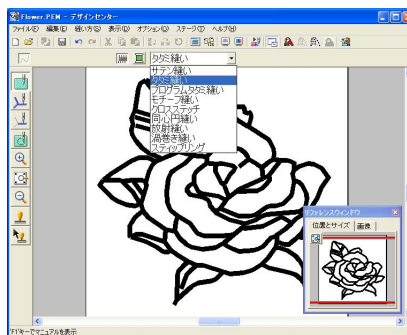 Flower.PEM - デザインセンター
ファイル(F) 編集(E) 縫い方(S) 表示(D) オプション(O) ステージ(T) ヘルプ(H)
タタミ縫い
サテン縫い
タタミ縫い
プログラムタタミ縫い
モチーフ縫い
クロスステッチ
同心円縫い
放射縫い
渦巻き縫い
スティップリング
リファレンスウィンドウ
位置とサイズ 画像
'F1'キーでマニュアルを表示